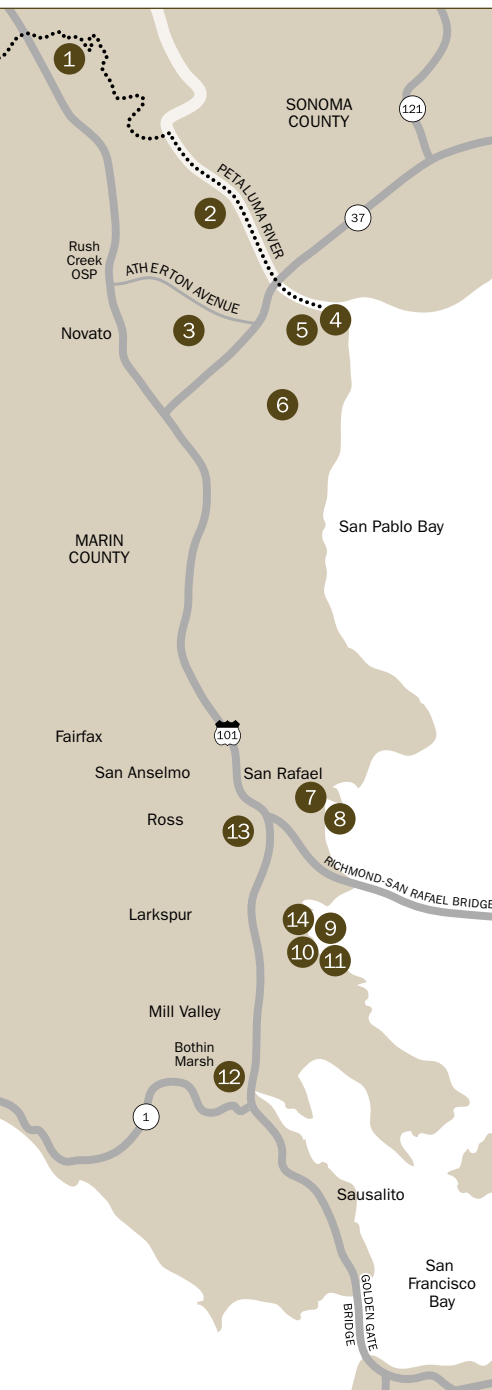 1
SONOMA
COUNTY
121
PETALUMA RIVER
2
37
Rush
Creek
OSP
ATHERTON AVENUE
Novato
3
5
4
6
San Pablo Bay
MARIN
COUNTY
101
Fairfax
San Anselmo
San Rafael
7
8
Ross
13
RICHMOND-SAN RAFAEL BRIDGE
Larkspur
14
9
10
11
Mill Valley
Bothin
Marsh
12
1
Sausalito
San
Francisco
Bay
GOLDEN GATE
BRIDGE